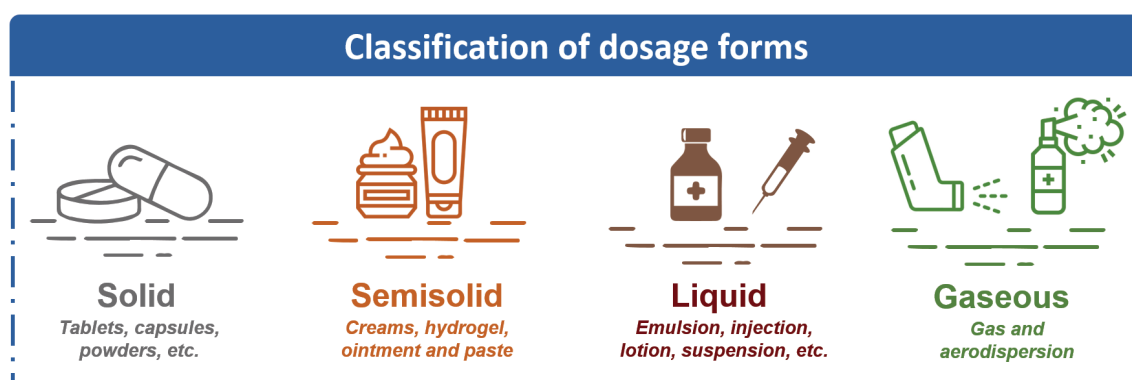 Classification of dosage forms
Solid
Tablets, capsules,
powders, etc.
Semisolid
Creams, hydrogel,
ointment and paste
Liquid
Emulsion, injection,
lotion, suspension, etc.
Gaseous
Gas and
aerodispersion